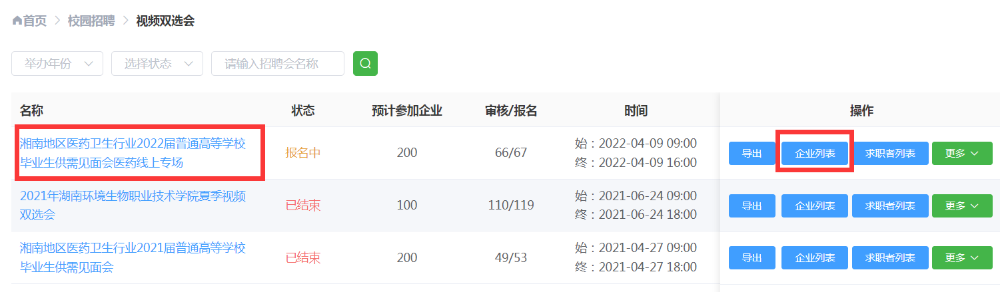 首页 > 校园招聘 > 视频双选会
举办年份 选择状态 请输入招聘会名称
名称 状态 预计参加企业 审核/报名 时间 操作
湘南地区医药卫生行业2022届普通高等学校
毕业生供需见面会医药线上专场
报名中 200 66/67
始：2022-04-09 09:00
终：2022-04-09 16:00
导出 企业列表 求职者列表 更多
2021年湖南环境生物职业技术学院夏季视频
双选会
已结束 100 110/119
始：2021-06-24 09:00
终：2021-06-24 18:00
导出 企业列表 求职者列表 更多
湘南地区医药卫生行业2021届普通高等学校
毕业生供需见面会
已结束 200 49/53
始：2021-04-27 09:00
终：2021-04-27 18:00
导出 企业列表 求职者列表 更多